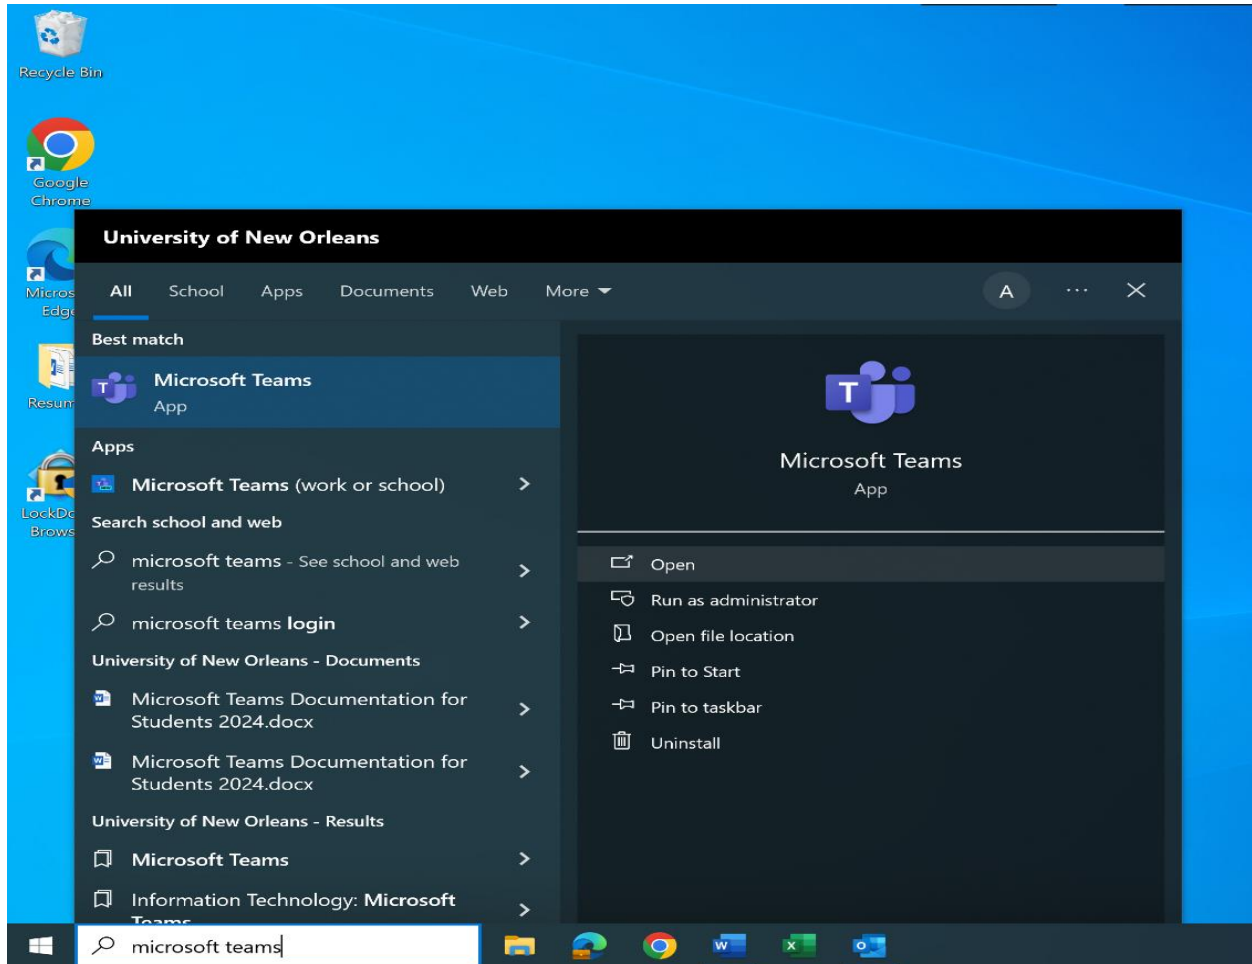 Recycle Bin
Google
Chrome
University of New Orleans
Micros
Edge
All School Apps Documents Web More A ... 
Best match
Microsoft Teams
App
T
T
Microsoft Teams
App
Resum
Apps
Microsoft Teams (work or school)
LockDo
Brows
Search school and web
microsoft teams - See school and web
results
microsoft teams login
University of New Orleans - Documents
Microsoft Teams Documentation for
Students 2024.docx
Microsoft Teams Documentation for
Students 2024.docx
University of New Orleans - Results
Microsoft Teams
Information Technology: Microsoft
Teams
Open
Run as administrator
Open file location
Pin to Start
Pin to taskbar
Uninstall
microsoft teams